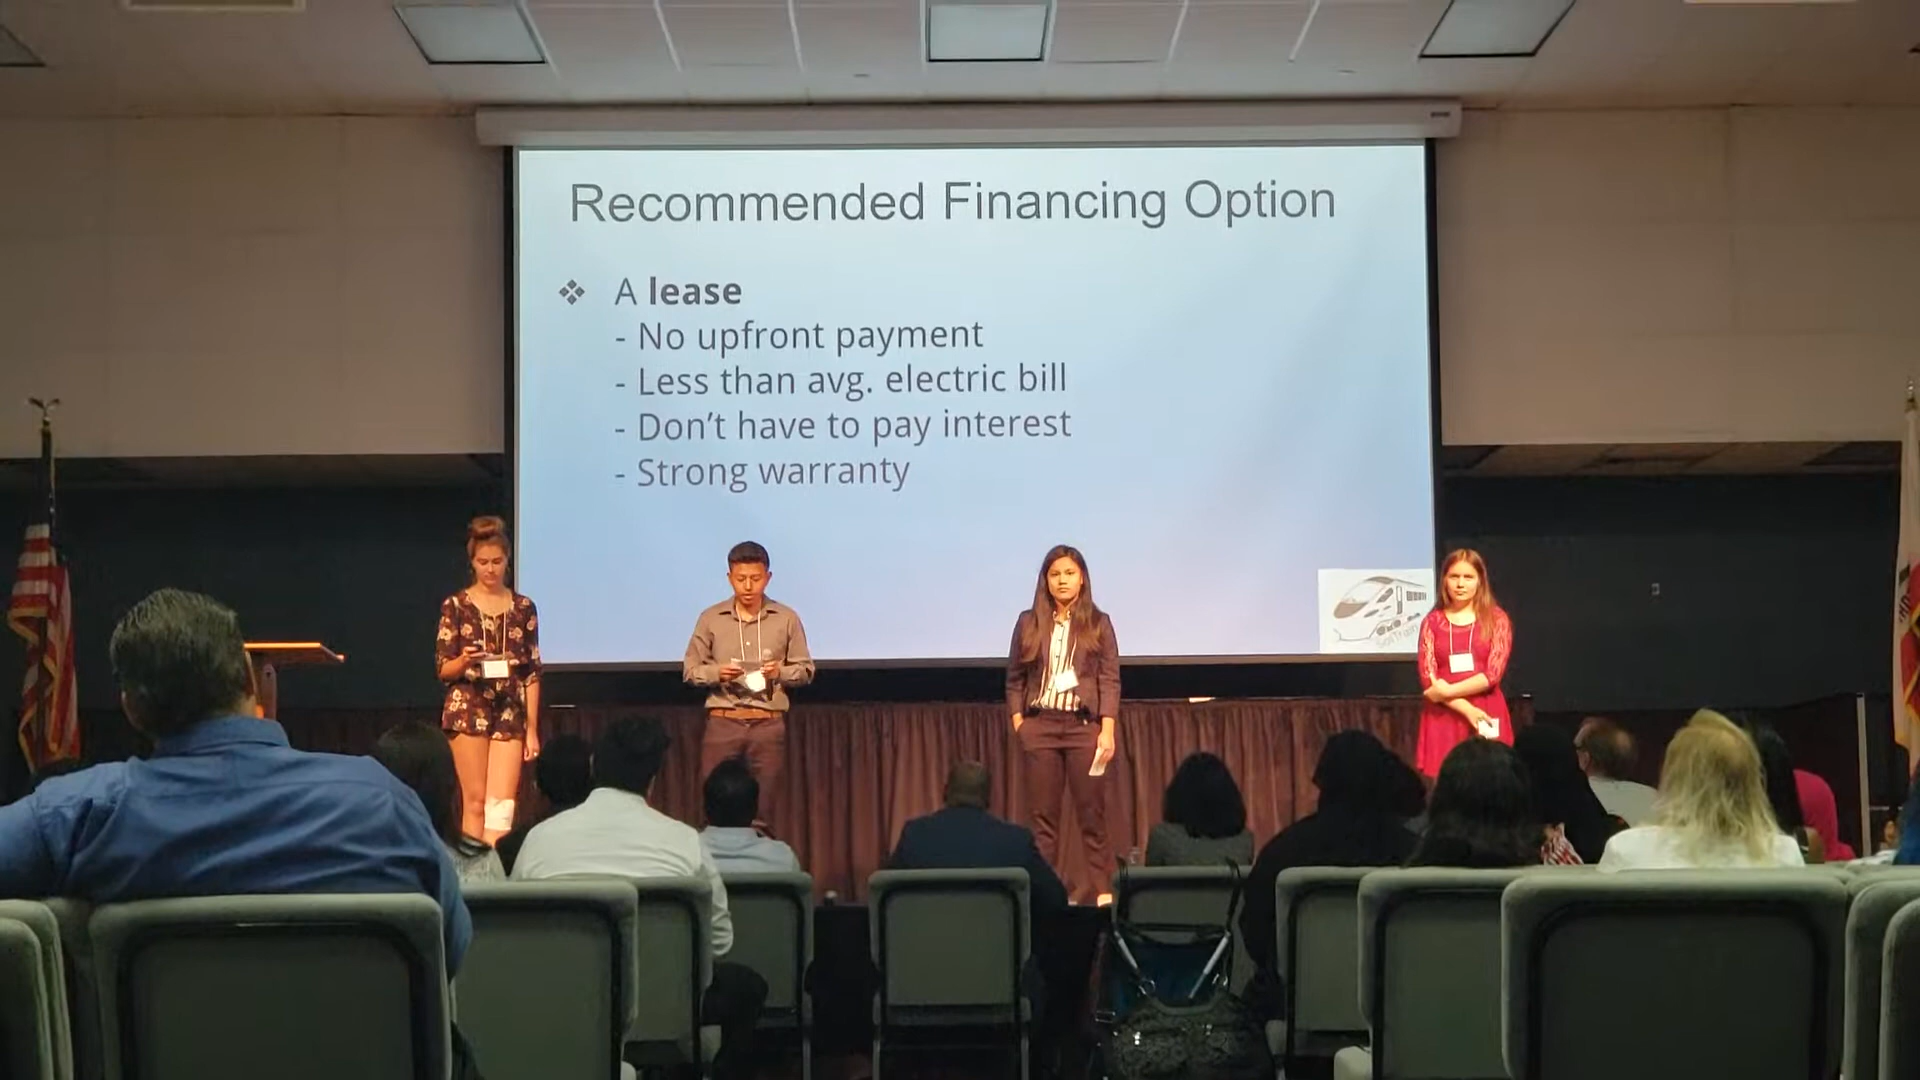 Recommended Financing Option
❖ A lease
- No upfront payment
- Less than avg. electric bill
- Don't have to pay interest
- Strong warranty